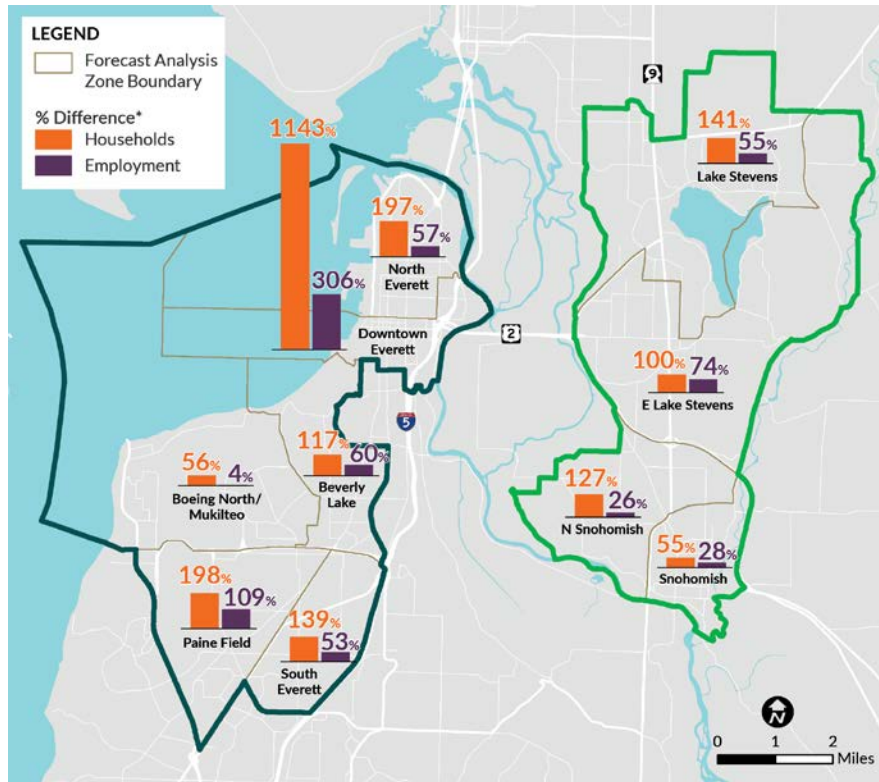 LEGEND
Forecast Analysis
Zone Boundary
% Difference*
Households
Employment
1143%
306%
Downtown
Everett
197%
57%
North
Everett
9
141%
55%
Lake Stevens
2
100%
74%
E Lake Stevens
5
117%
60%
Beverly
Lake
56%
4%
Boeing North/
Mukilteo
127%
26%
N Snohomish
55%
28%
Snohomish
198%
109%
Paine Field
139%
53%
South
Everett
N
0 1 2
Miles